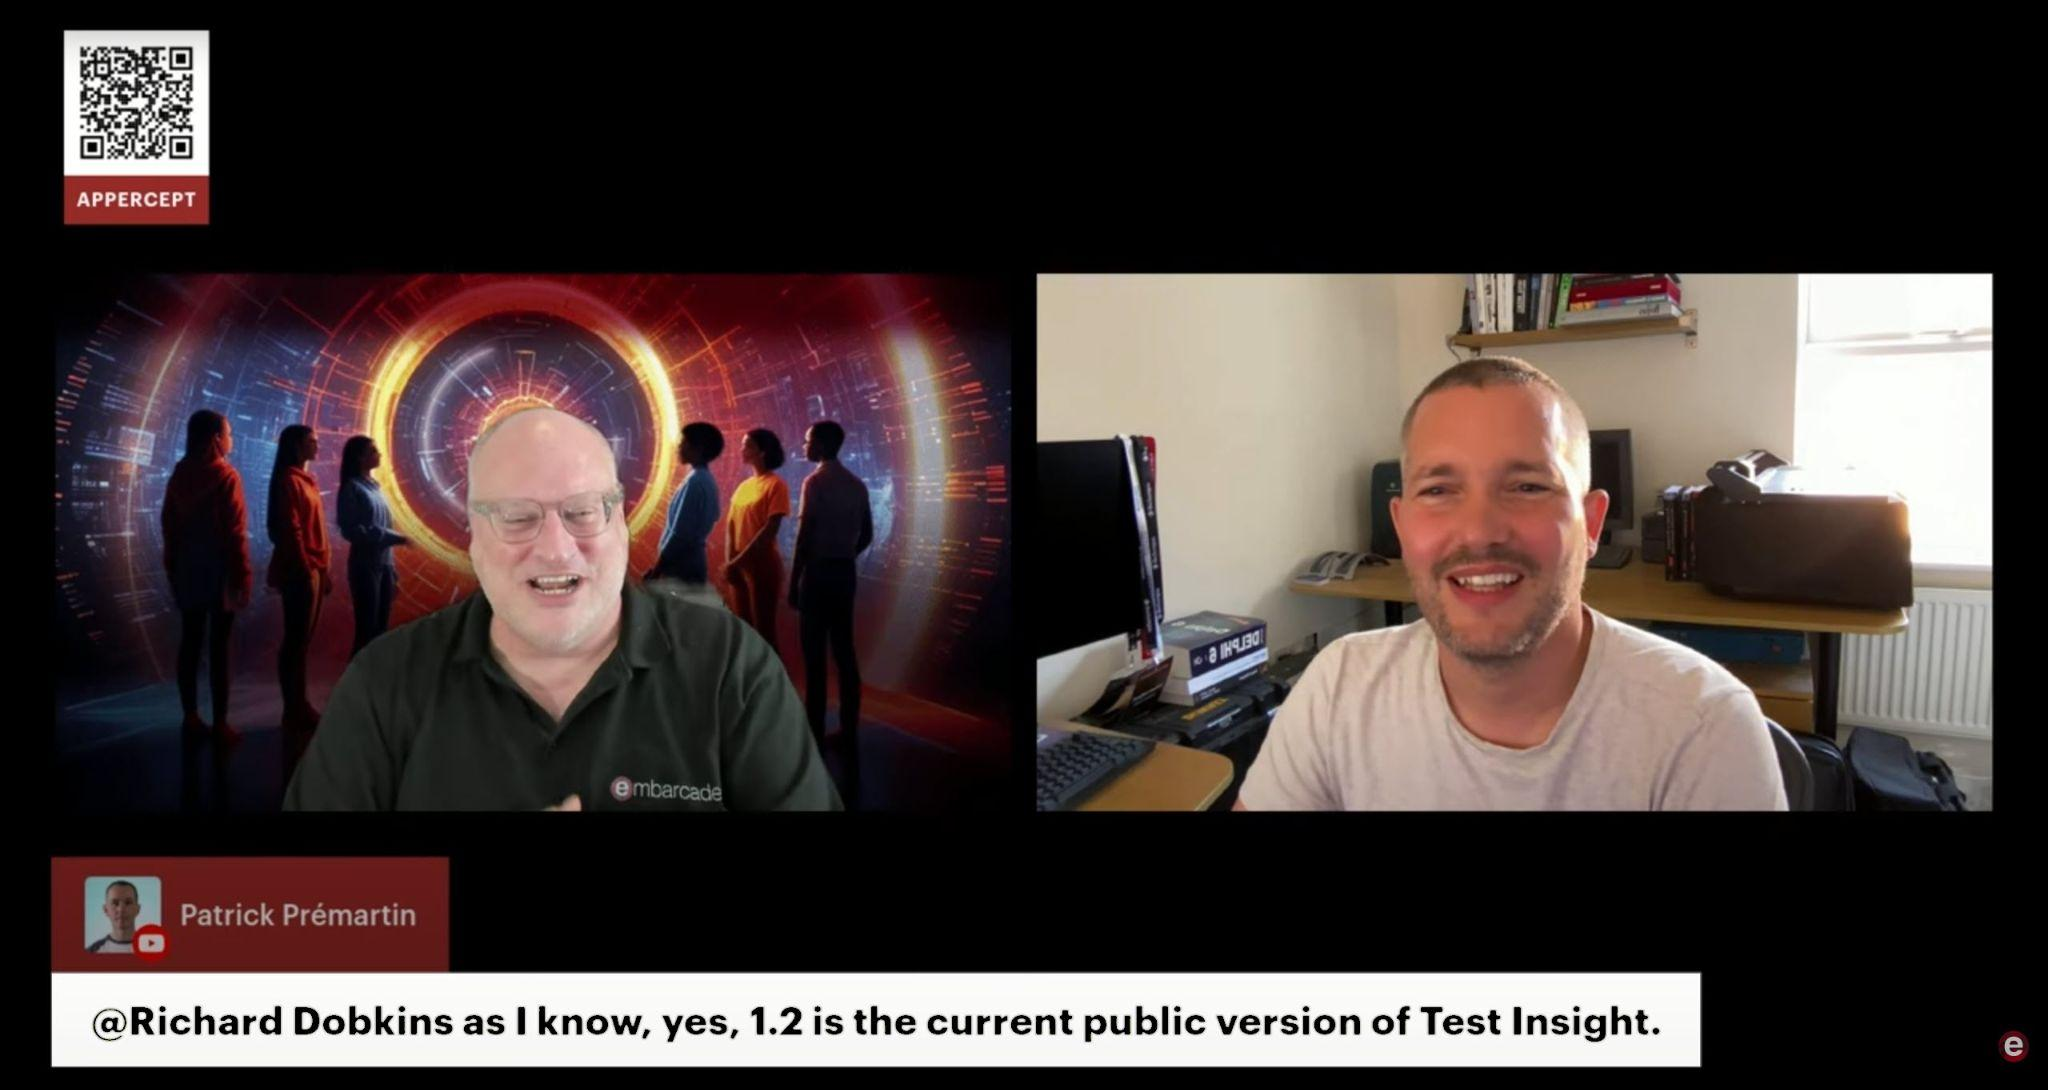 APPERCEPT
DELPHI 6
embarcade
Patrick Prémartin
@Richard Dobkins as I know, yes, 1.2 is the current public version of Test Insight.
e